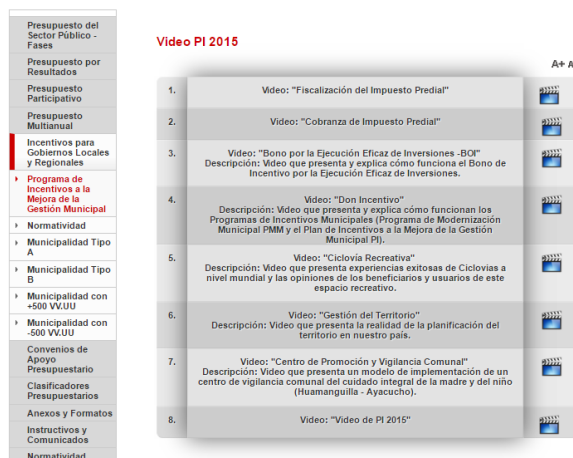 Presupuesto del
Sector Público -
Fases
Presupuesto por
Resultados
Presupuesto
Participativo
Presupuesto
Multianual
Incentivos para
Gobiernos Locales
y Regionales
Programa de
Incentivos a la
Mejora de la
Gestión Municipal
Normatividad
Municipalidad Tipo
A
Municipalidad Tipo
B
Municipalidad con
+500 VV.UU
Municipalidad con
-500 VV.UU
Convenios de
Apoyo
Presupuestario
Clasificadores
Presupuestarios
Anexos y Formatos
Instructivos y
Comunicados
Normatividad
Video PI 2015
A+ A
1. Video: "Fiscalización del Impuesto Predial"
2. Video: "Cobranza de Impuesto Predial"
3. Video: "Bono por la Ejecución Eficaz de Inversiones -BOI"
Descripción: Video que presenta y explica cómo funciona el Bono de
Incentivo por la Ejecución Eficaz de Inversiones.
4. Video: "Don Incentivo"
Descripción: Video que presenta y explica cómo funcionan los
Programas de Incentivos Municipales (Programa de Modernización
Municipal PMM y el Plan de Incentivos a la Mejora de la Gestión
Municipal PI).
5. Video: "Ciclovía Recreativa"
Descripción: Video que presenta experiencias exitosas de Ciclovias a
nivel mundial y las opiniones de los beneficiarios y usuarios de este
espacio recreativo.
6. Video: "Gestión del Territorio"
Descripción: Video que presenta la realidad de la planificación del
territorio en nuestro país.
7. Video: "Centro de Promoción y Vigilancia Comunal"
Descripción: Video que presenta un modelo de implementación de un
centro de vigilancia comunal del cuidado integral de la madre y del niño
(Huamanguilla - Ayacucho).
8. Video: "Video de PI 2015"